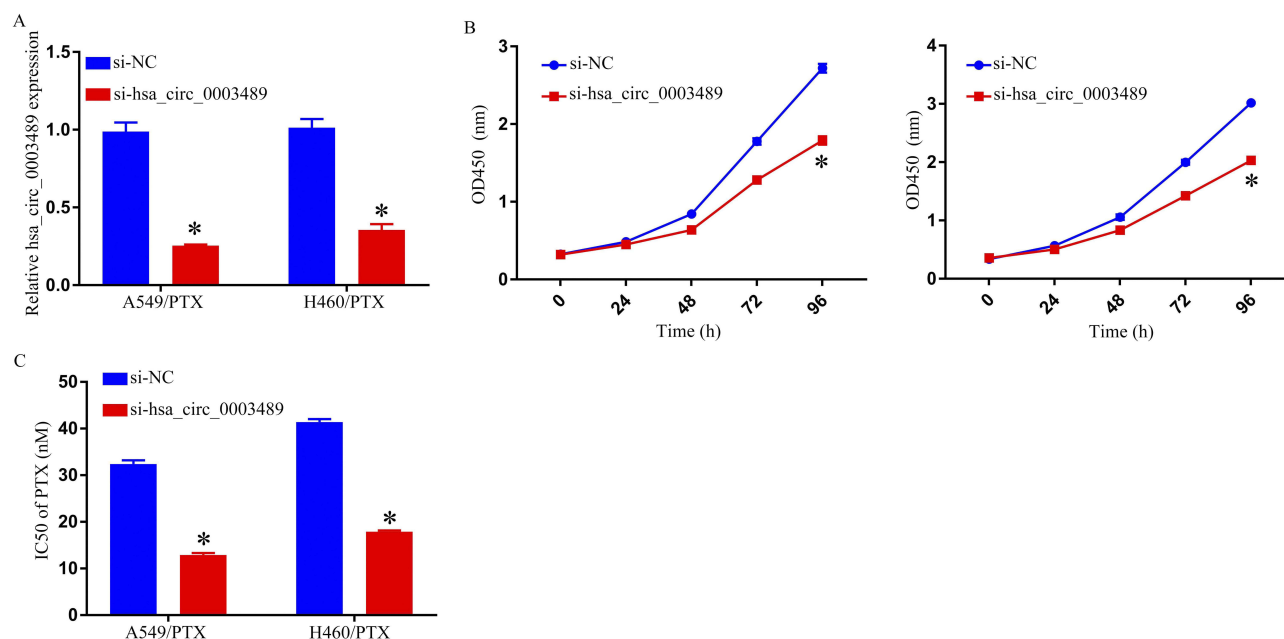 A
Relative hsa_circ_0003489 expression
1.5
1.0
0.5
0.0
si-NC
si-hsa_circ_0003489
*
*
A549/PTX
H460/PTX
B
OD450 (nm)
3
2
1
0
si-NC
si-hsa_circ_0003489
*
0
24
48
72
96
Time (h)
OD450 (nm)
4
3
2
1
0
si-NC
si-hsa_circ_0003489
*
0
24
48
72
96
Time (h)
C
IC50 of PTX (nM)
50
40
30
20
10
0
si-NC
si-hsa_circ_0003489
*
*
A549/PTX
H460/PTX